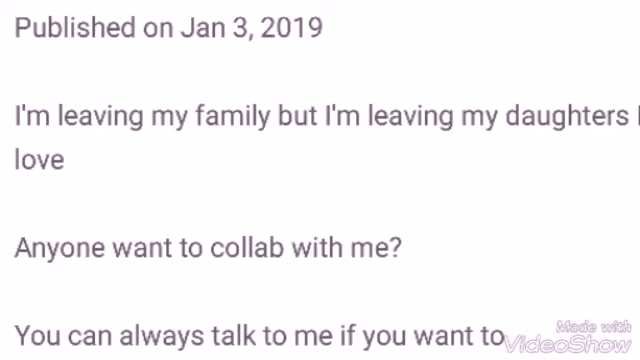 Published on Jan 3, 2019
I'm leaving my family but I'm leaving my daughters
love
Anyone want to collab with me?
You can always talk to me if you want to
Made with
VideoShow